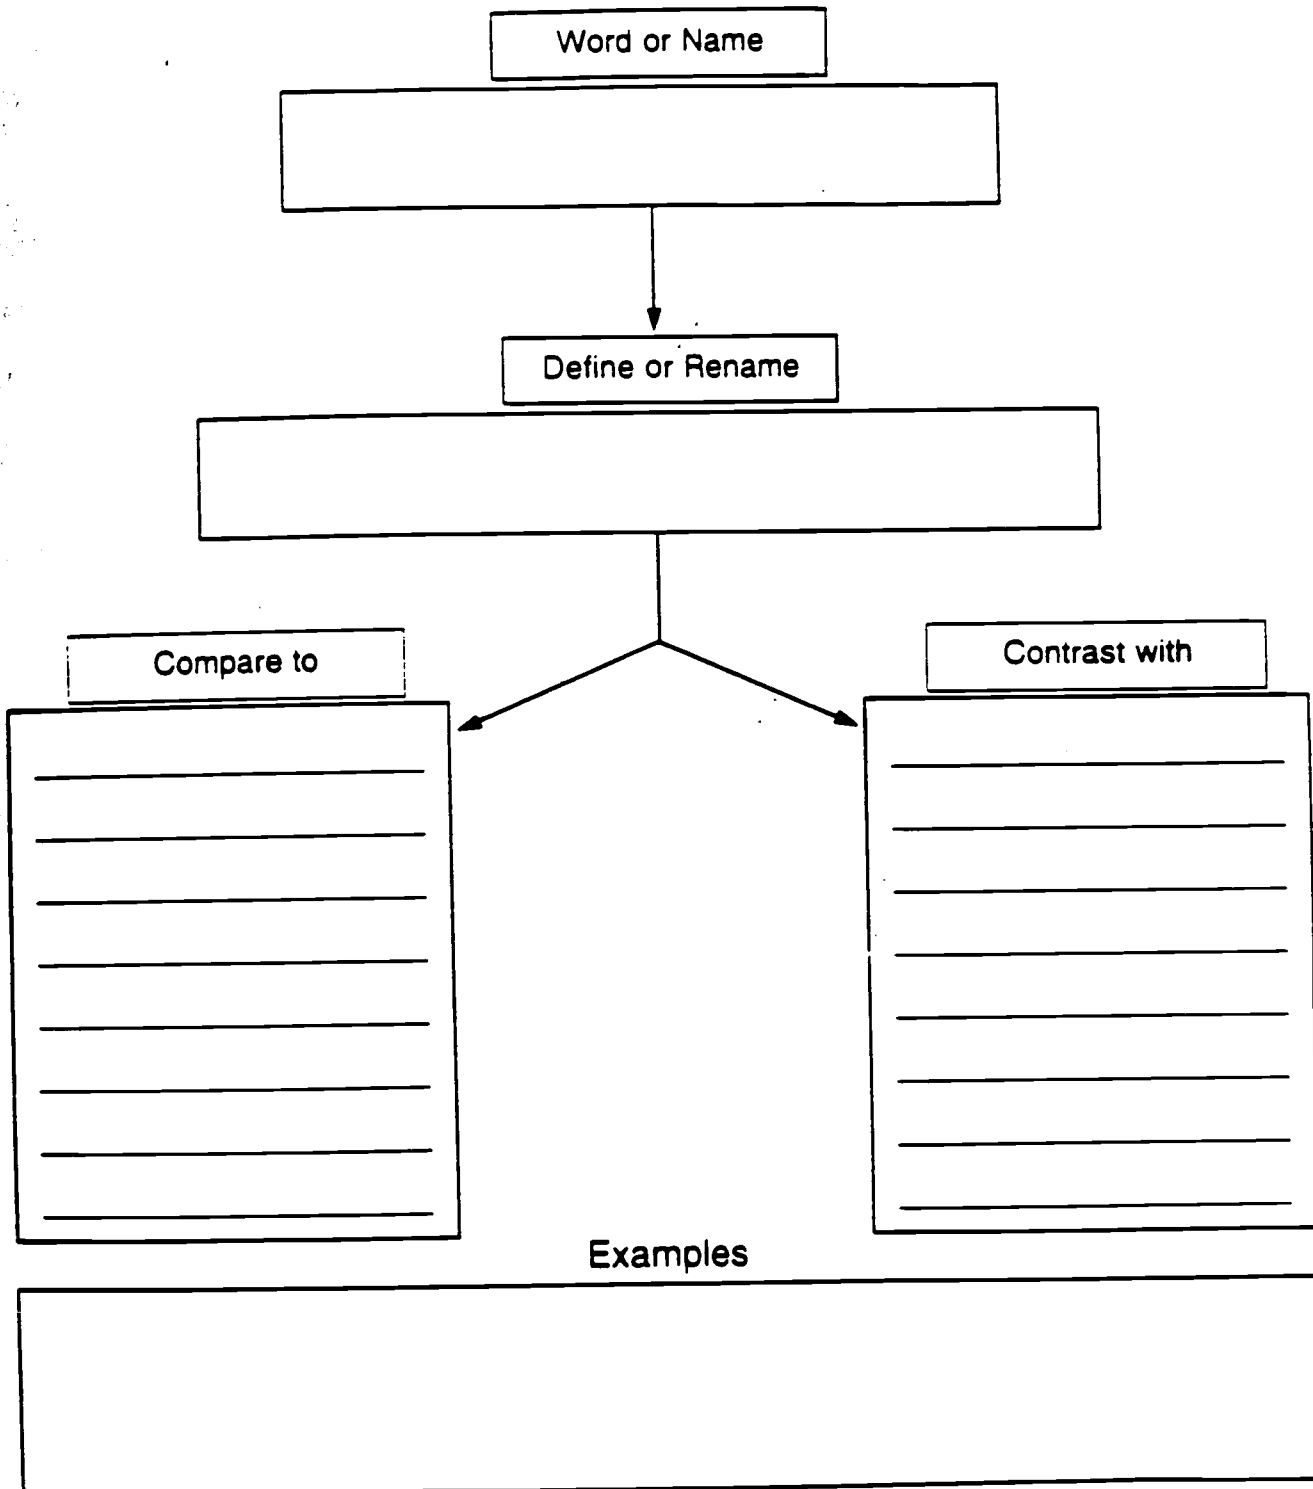 Word or Name
Define or Rename
Compare to
Contrast with
Examples